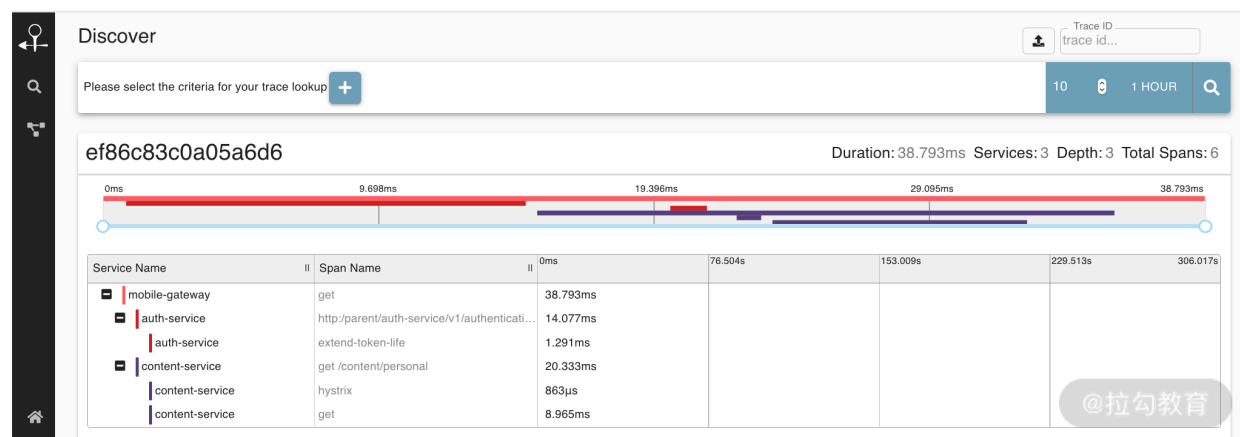 Discover
Trace ID
trace id...
Please select the criteria for your trace lookup
10
1 HOUR
ef86c83c0a05a6d6
Duration: 38.793ms Services: 3 Depth: 3 Total Spans: 6
0ms 9.698ms 19.396ms 29.095ms 38.793ms
Service Name Span Name 0ms 76.504s 153.009s 229.513s 306.017s
mobile-gateway get 38.793ms
auth-service http:/parent/auth-service/v1/authenticati... 14.077ms
auth-service extend-token-life 1.291ms
content-service get /content/personal 20.333ms
content-service hystrix 863μs
content-service get 8.965ms
@拉勾教育